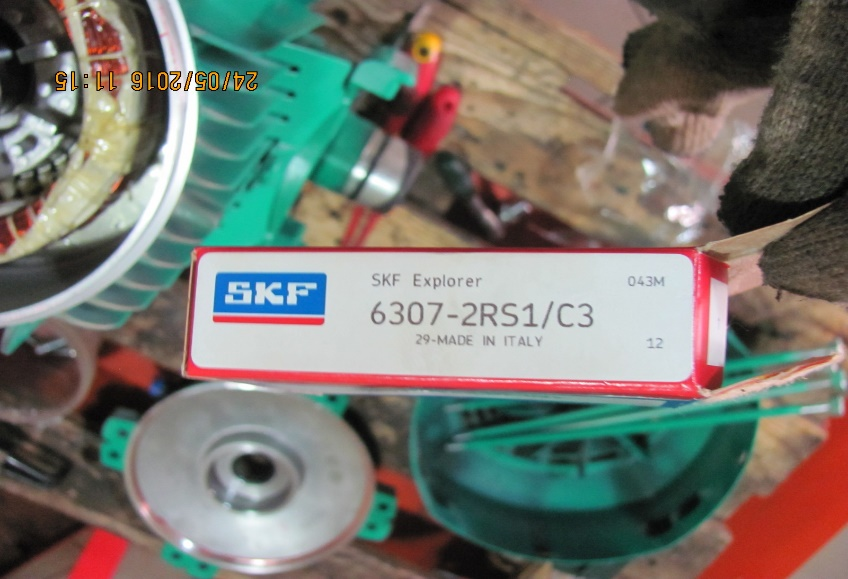 24/05/2016 11:15
SKF
SKF Explorer
043M
6307-2RS1/C3
29-MADE IN ITALY
12